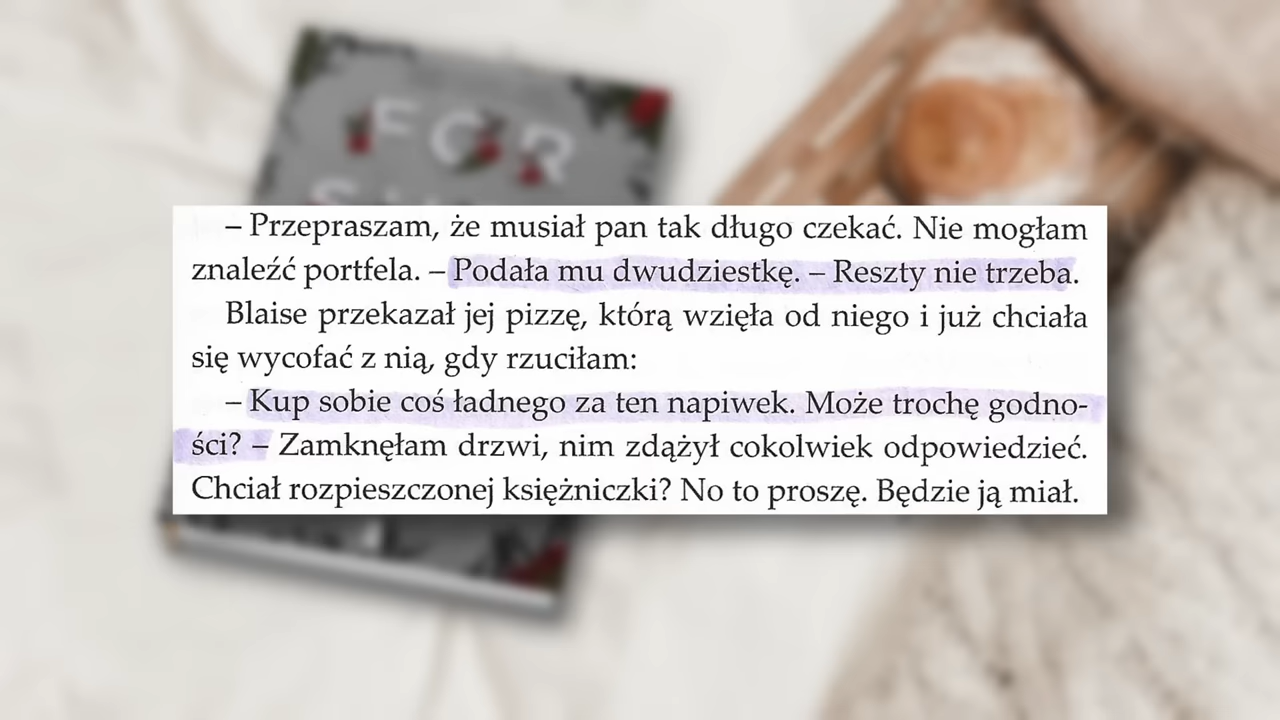 FOR
– Przepraszam, że musiał pan tak długo czekać. Nie mogłam
znaleźć portfela. – Podała mu dwudziestkę. – Reszty nie trzeba.
Blaise przekazał jej pizzę, którą wzięła od niego i już chciała
się wycofać z nią, gdy rzuciłam:
– Kup sobie coś ładnego za ten napiwek. Może trochę godno-
ści? – Zamknęłam drzwi, nim zdążył cokolwiek odpowiedzieć.
Chciał rozpieszczonej księżniczki? No to proszę. Będzie ją miał.